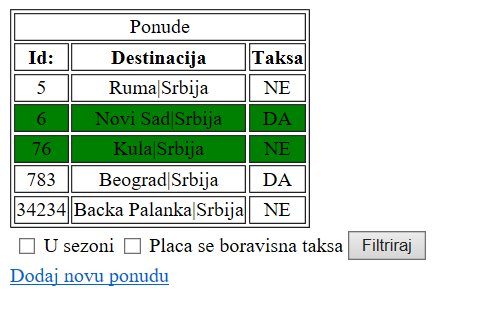 Ponude
Id: Destinacija Taksa
5 Ruma|Srbija NE
6 Novi Sad|Srbija DA
76 Kula|Srbija NE
783 Beograd|Srbija DA
34234 Backa Palanka|Srbija NE
U sezoni Placa se boravisna taksa Filtriraj
Dodaj novu ponudu